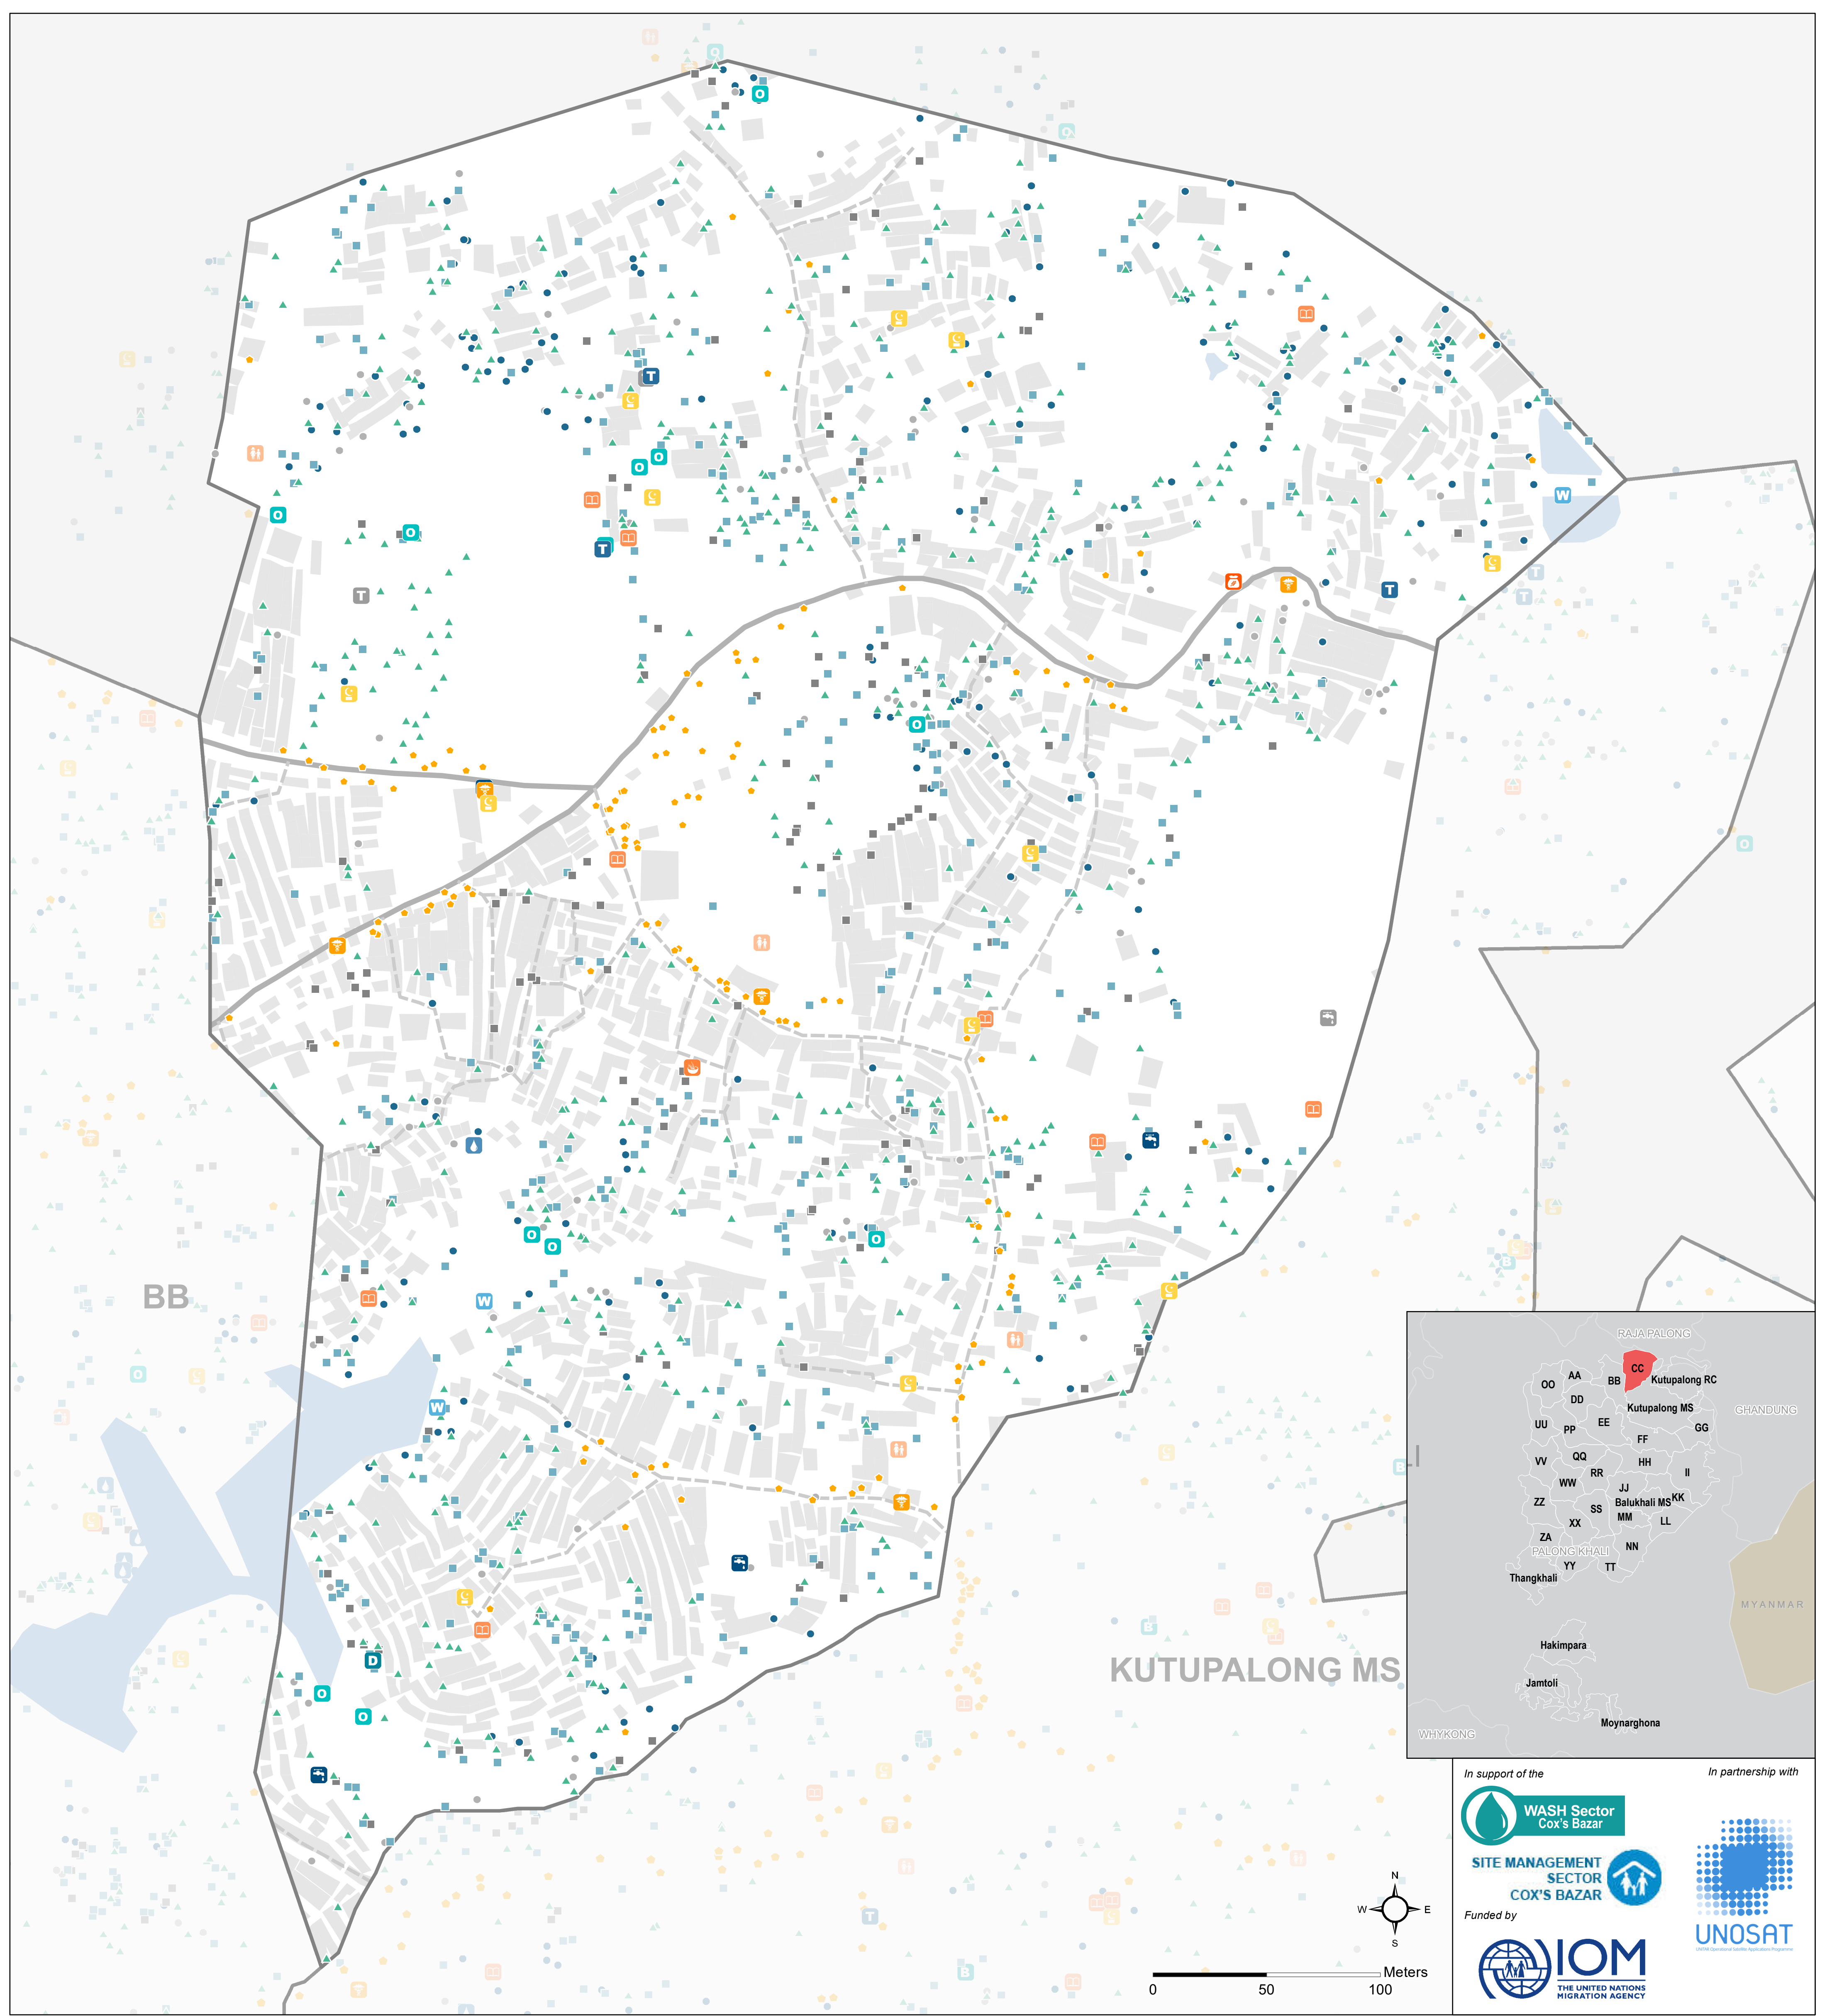 BB
KUTUPALONG MS
RAJA PALONG
CC
AA
BB
OO
Kutupalong RC
DD
Kutupalong MS
GHANDUNG
UU
EE
PP
GG
FF
QQ
VV
HH
RR
II
WW
JJ
KK
ZZ
Balukhali MS
SS
MM
XX
LL
ZA
NN
PALONG KHALI
YY
TT
Thangkhali
MYANMAR
Hakimpara
Jamtoli
Moynarghona
WHYKONG
In support of the
In partnership with
WASH Sector
Cox's Bazar
SITE MANAGEMENT
SECTOR
COX'S BAZAR
Funded by
UNOSAT
IOM
THE UNITED NATIONS
MIGRATION AGENCY
N
W
E
S
Meters
0
50
100